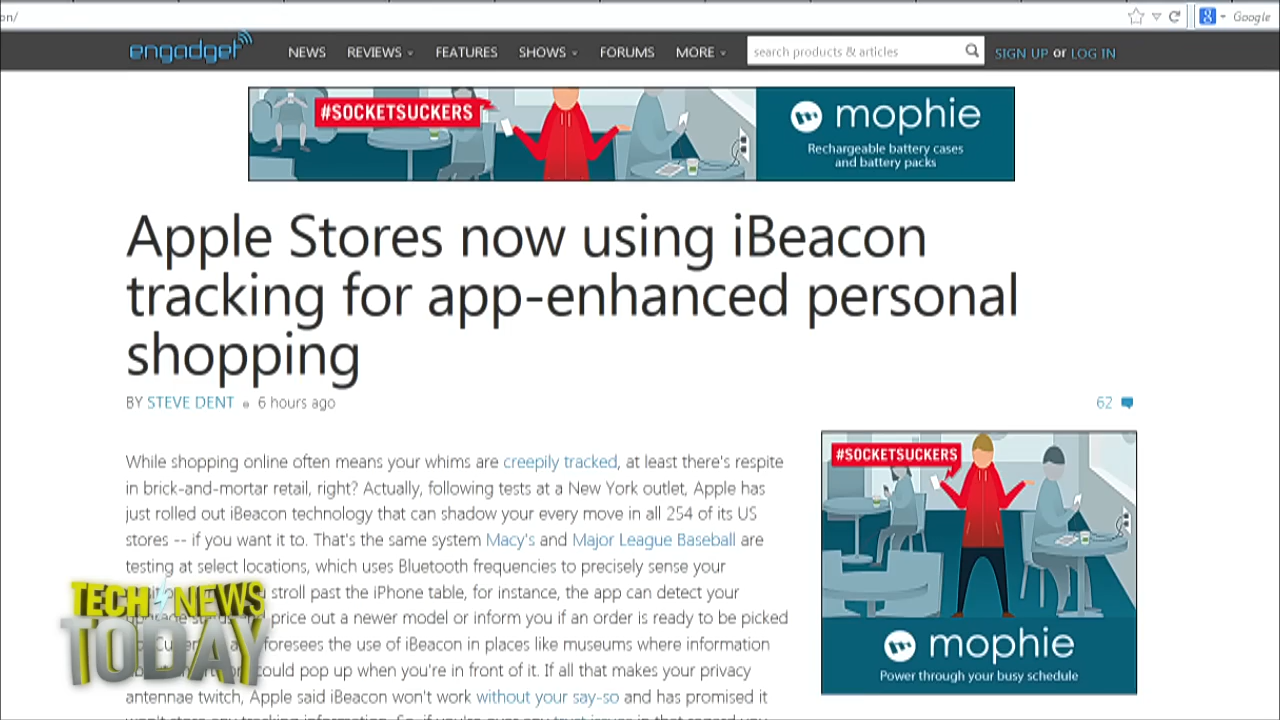 on/
Google
engadget
NEWS REVIEWS FEATURES SHOWS FORUMS MORE search products & articles SIGN UP or LOG IN
#SOCKETSUCKERS
mophie
Rechargeable battery cases
and battery packs
Apple Stores now using iBeacon
tracking for app-enhanced personal
shopping
BY STEVE DENT 6 hours ago
62
While shopping online often means your whims are creepily tracked, at least there's respite
in brick-and-mortar retail, right? Actually, following tests at a New York outlet, Apple has
just rolled out iBeacon technology that can shadow your every move in all 254 of its US
stores -- if you want it to. That's the same system Macy's and Major League Baseball are
testing at select locations, which uses Bluetooth frequencies to precisely sense your
stroll past the iPhone table, for instance, the app can detect your
price out a newer model or inform you if an order is ready to be picked
foresees the use of iBeacon in places like museums where information
could pop up when you're in front of it. If all that makes your privacy
antennae twitch, Apple said iBeacon won't work without your say-so and has promised it
#SOCKETSUCKERS
mophie
Power through your busy schedule
TECH NEWS
TODAY